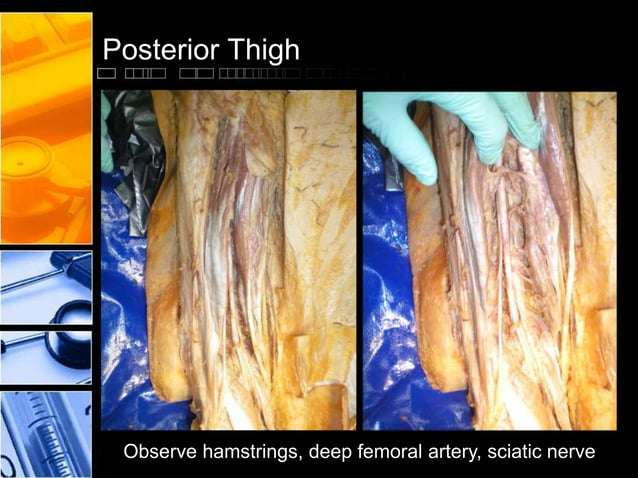 Posterior Thigh
Observe hamstrings, deep femoral artery, sciatic nerve